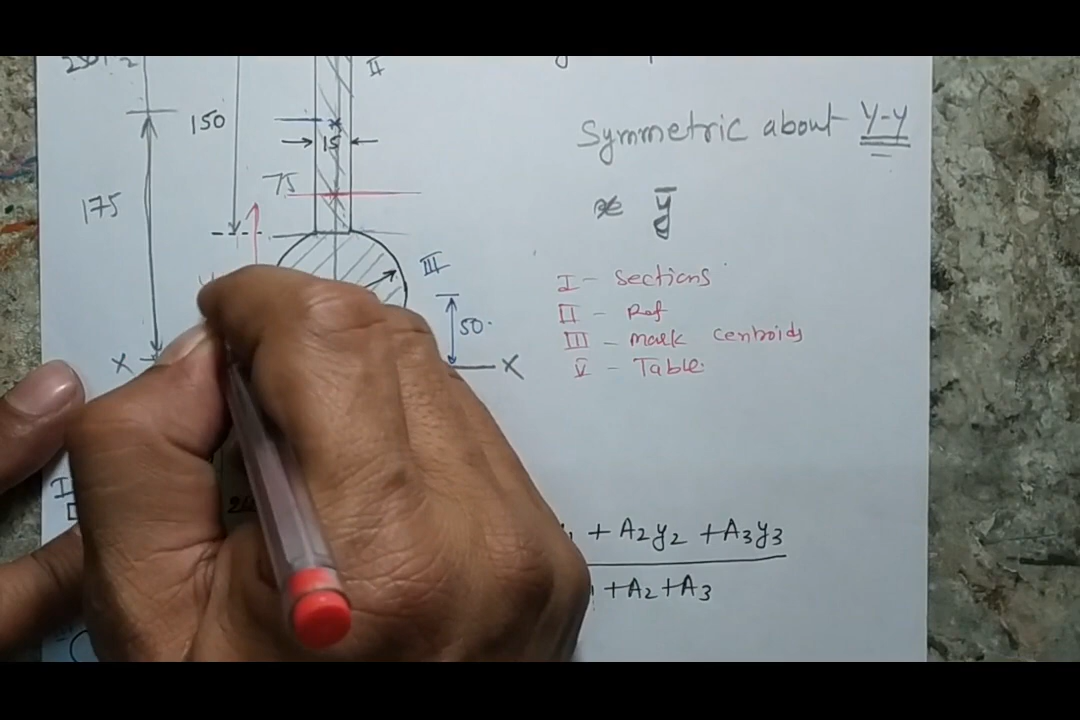 II
150
15
75
175
III
50.
X
X
Symmetric about Y-Y
ȳ
I - sections
II - Ref
III - mark centroids
V - Table.
+ A2y2 + A3y3
+ A2 + A3